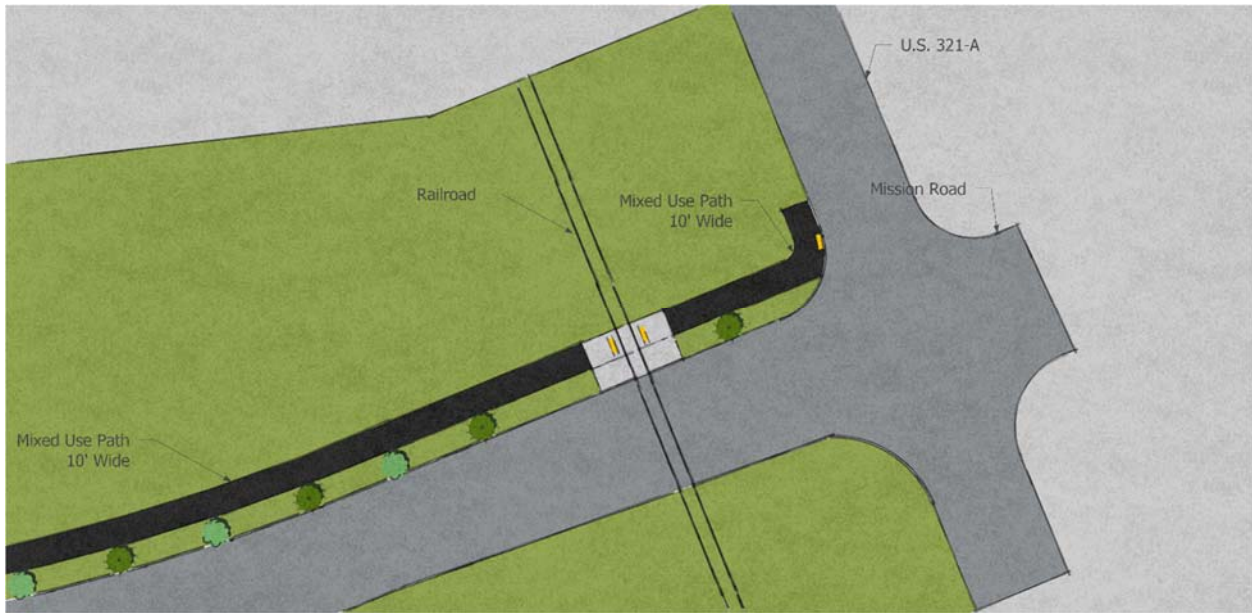 U.S. 321-A
Mission Road
Railroad
Mixed Use Path
10' Wide
Mixed Use Path
10' Wide